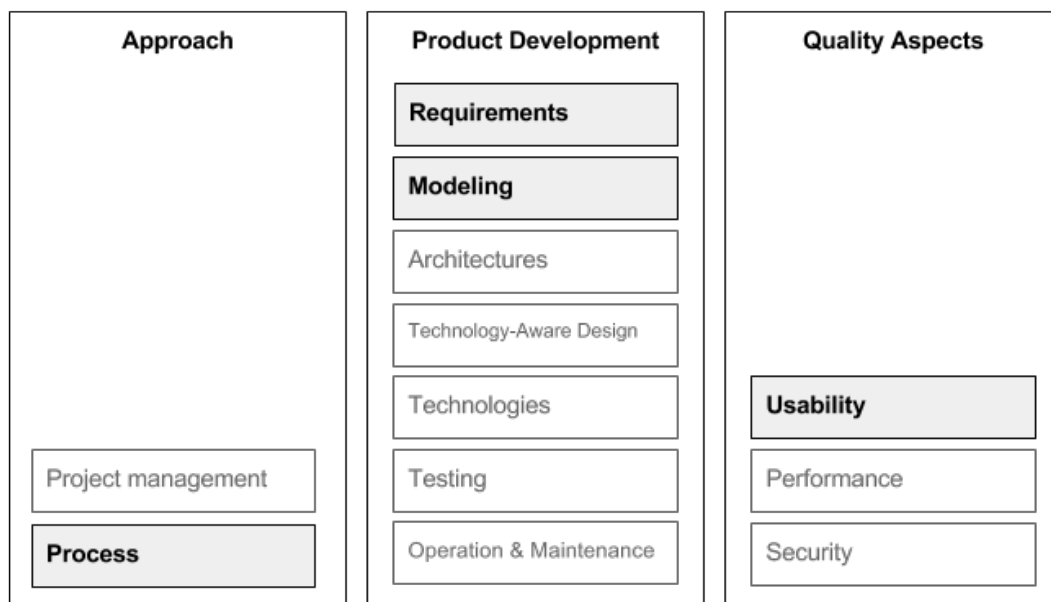 Approach
Project management
Process
Product Development
Requirements
Modeling
Architectures
Technology-Aware Design
Technologies
Testing
Operation & Maintenance
Quality Aspects
Usability
Performance
Security